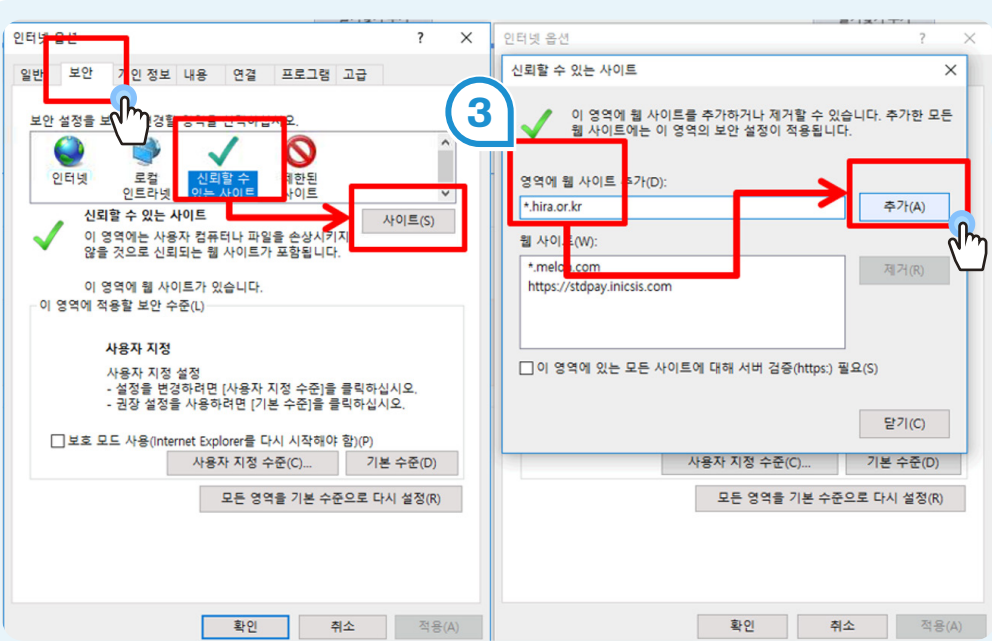 인터넷 옵션
? ×
일반 보안 개인 정보 내용 연결 프로그램 고급
보안 설정을 보거나 변경할 영역을 선택하십시오.
인터넷
로컬
인트라넷
신뢰할 수
있는 사이트
제한된
사이트
신뢰할 수 있는 사이트
사이트(S)
이 영역에는 사용자 컴퓨터나 파일을 손상시키지
않을 것으로 신뢰되는 웹 사이트가 포함됩니다.
이 영역에 웹 사이트가 있습니다.
이 영역에 적용할 보안 수준(L)
사용자 지정
사용자 지정 설정
- 설정을 변경하려면 [사용자 지정 수준]을 클릭하십시오.
- 권장 설정을 사용하려면 [기본 수준]을 클릭하십시오.
보호 모드 사용(Internet Explorer를 다시 시작해야 함)(P)
사용자 지정 수준(C)... 기본 수준(D)
모든 영역을 기본 수준으로 다시 설정(R)
확인 취소 적용(A)
인터넷 옵션
? ×
신뢰할 수 있는 사이트
3
이 영역에 웹 사이트를 추가하거나 제거할 수 있습니다. 추가한 모든
웹 사이트에는 이 영역의 보안 설정이 적용됩니다.
영역에 웹 사이트 추가(D):
*.hira.or.kr
추가(A)
웹 사이트(W):
*.melon.com
https://stdpay.inicsis.com
제거(R)
이 영역에 있는 모든 사이트에 대해 서버 검증(https:) 필요(S)
닫기(C)
사용자 지정 수준(C)... 기본 수준(D)
모든 영역을 기본 수준으로 다시 설정(R)
확인 취소 적용(A)